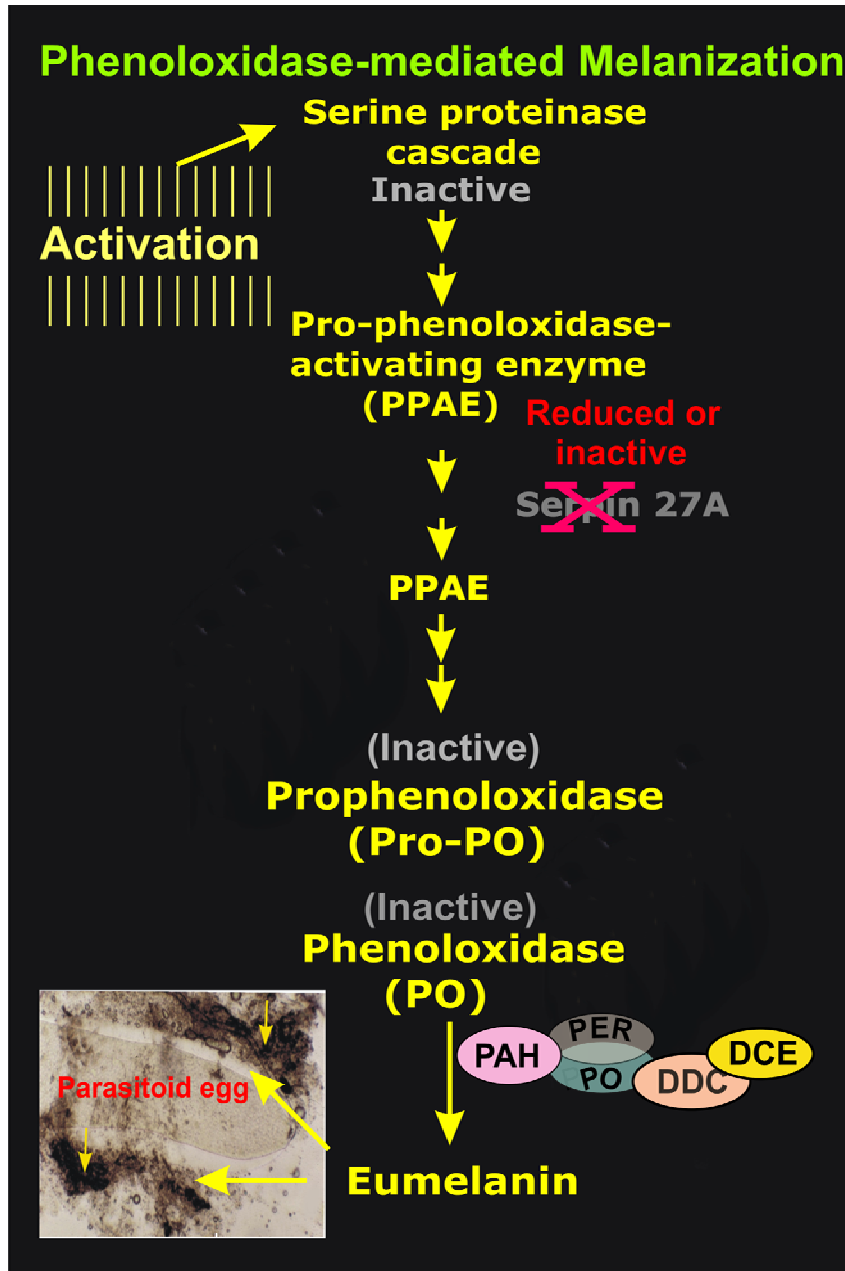 Phenoloxidase-mediated Melanization
Serine proteinase
cascade
Inactive
Activation
Pro-phenoloxidase-
activating enzyme
(PPAE)
Reduced or
inactive
Serpin 27A
PPAE
(Inactive)
Prophenoloxidase
(Pro-PO)
(Inactive)
Phenoloxidase
(PO)
PAH
PER
PO
DDC
DCE
Parasitoid egg
Eumelanin